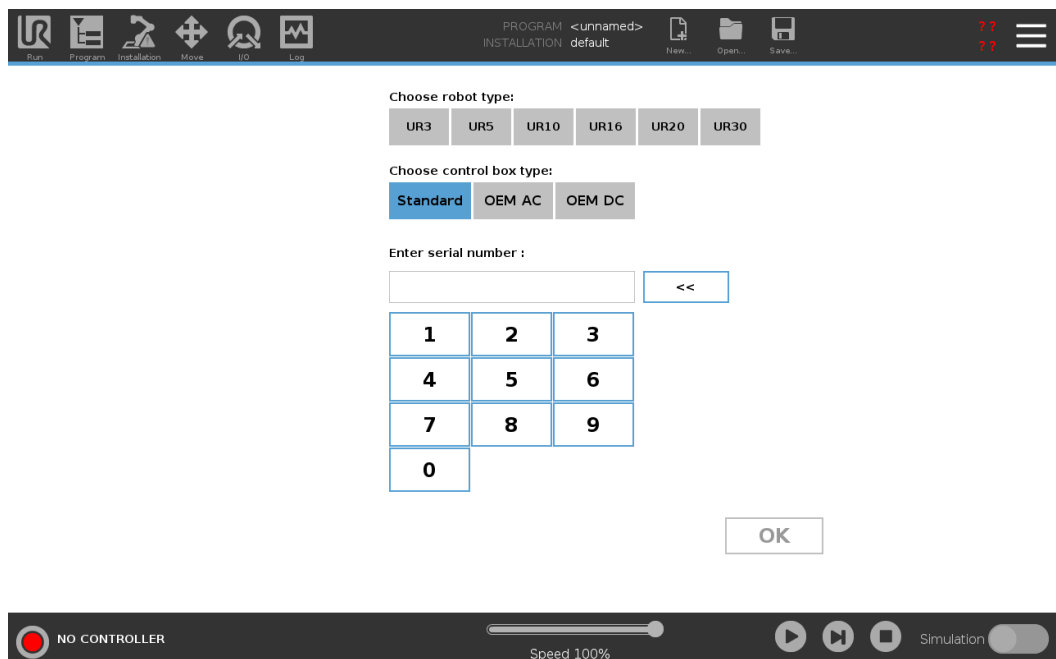 PROGRAM <unnamed>
INSTALLATION default
Run Program Installation Move I/O Log New... Open... Save...
? ?
? ?
Choose robot type:
UR3 UR5 UR10 UR16 UR20 UR30
Choose control box type:
Standard OEM AC OEM DC
Enter serial number :
<<
1 2 3
4 5 6
7 8 9
0
OK
NO CONTROLLER
Speed 100%
Simulation